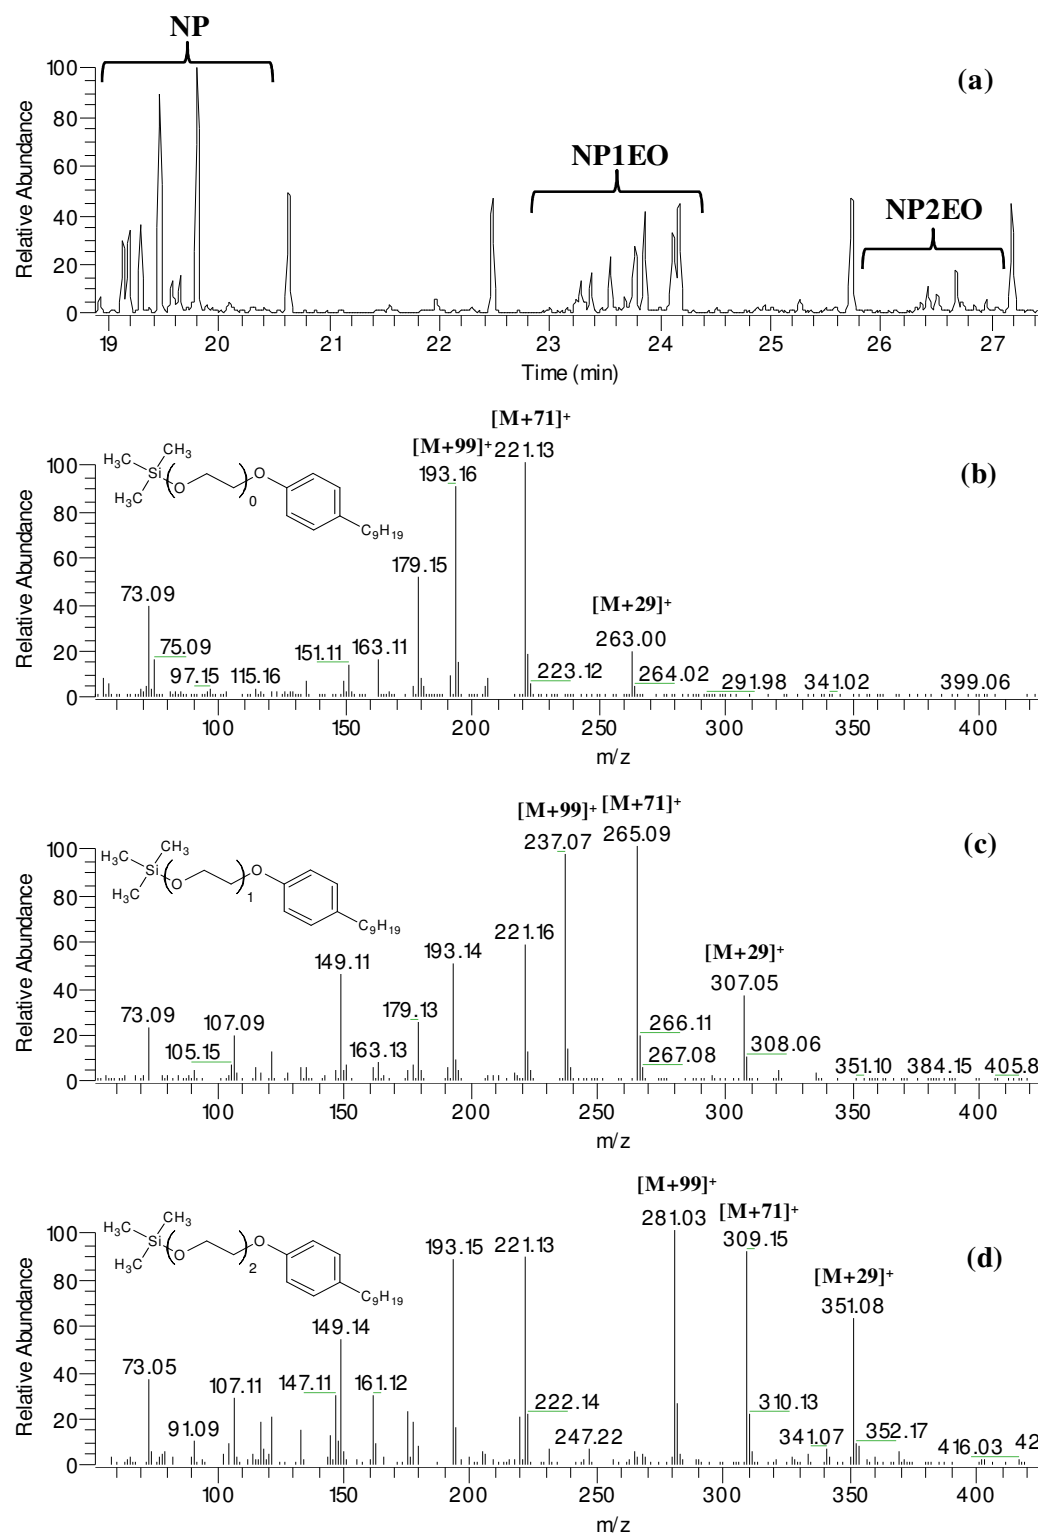 NP
(a)
NP1EO
NP2EO
Relative Abundance
100
80
60
40
20
0
19 20 21 22 23 24 25 26 27
Time (min)
[M+71]+
[M+99]+ 221.13
(b)
193.16
179.15
[M+29]+
263.00
73.09
75.09
97.15 115.16
151.11 163.11
223.12
264.02
291.98 341.02 399.06
H3C CH3
Si
H3C
O
O
0
C9H19
Relative Abundance
100
80
60
40
20
0
100 150 200 250 300 350 400
m/z
[M+99]+ [M+71]+
237.07 265.09
(c)
221.16
[M+29]+
193.14
307.05
149.11
73.09
107.09
179.13
105.15
163.13
266.11
267.08
308.06
351.10 384.15 405.8
H3C CH3
Si
H3C
O
O
1
C9H19
Relative Abundance
100
80
60
40
20
0
100 150 200 250 300 350 400
m/z
[M+99]+
281.03
[M+71]+
309.15
193.15 221.13
(d)
[M+29]+
351.08
149.14
73.05
107.11 147.11 161.12
91.09
222.14
247.22
310.13
341.07
352.17
416.03 42
H3C CH3
Si
H3C
O
O
2
C9H19
Relative Abundance
100
80
60
40
20
0
100 150 200 250 300 350 400
m/z